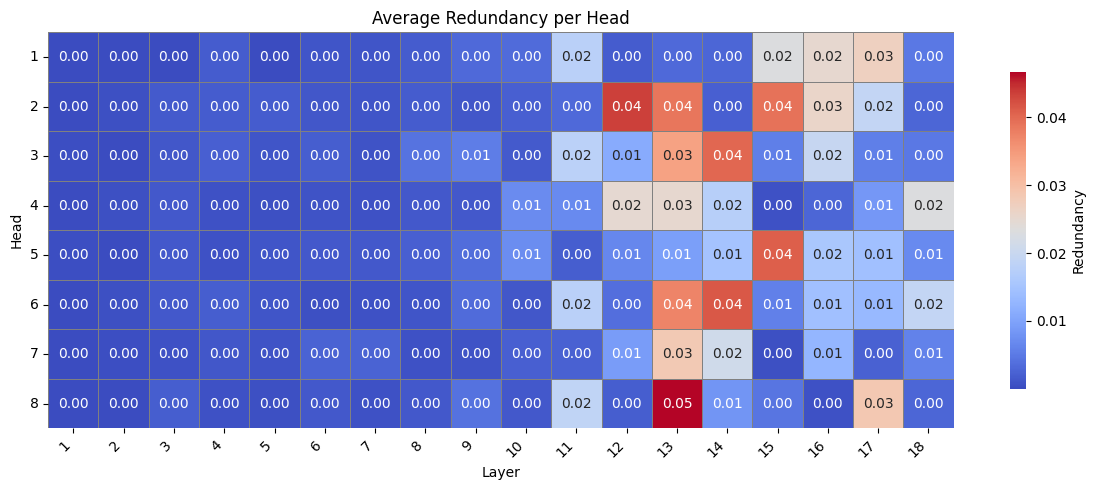 Average Redundancy per Head
1 0.00 0.00 0.00 0.00 0.00 0.00 0.00 0.00 0.00 0.00 0.02 0.00 0.00 0.00 0.02 0.02 0.03 0.00
2 0.00 0.00 0.00 0.00 0.00 0.00 0.00 0.00 0.00 0.00 0.00 0.04 0.04 0.00 0.04 0.03 0.02 0.00
0.04
3 0.00 0.00 0.00 0.00 0.00 0.00 0.00 0.00 0.01 0.00 0.02 0.01 0.03 0.04 0.01 0.02 0.01 0.00
0.03
4 0.00 0.00 0.00 0.00 0.00 0.00 0.00 0.00 0.00 0.01 0.01 0.02 0.03 0.02 0.00 0.00 0.01 0.02
Head
Redundancy
5 0.00 0.00 0.00 0.00 0.00 0.00 0.00 0.00 0.00 0.01 0.00 0.01 0.01 0.01 0.04 0.02 0.01 0.01
0.02
6 0.00 0.00 0.00 0.00 0.00 0.00 0.00 0.00 0.00 0.00 0.02 0.00 0.04 0.04 0.01 0.01 0.01 0.02
0.01
7 0.00 0.00 0.00 0.00 0.00 0.00 0.00 0.00 0.00 0.00 0.00 0.01 0.03 0.02 0.00 0.01 0.00 0.01
8 0.00 0.00 0.00 0.00 0.00 0.00 0.00 0.00 0.00 0.00 0.02 0.00 0.05 0.01 0.00 0.00 0.03 0.00
1 2 3 4 5 6 7 8 9 10 11 12 13 14 15 16 17 18
Layer